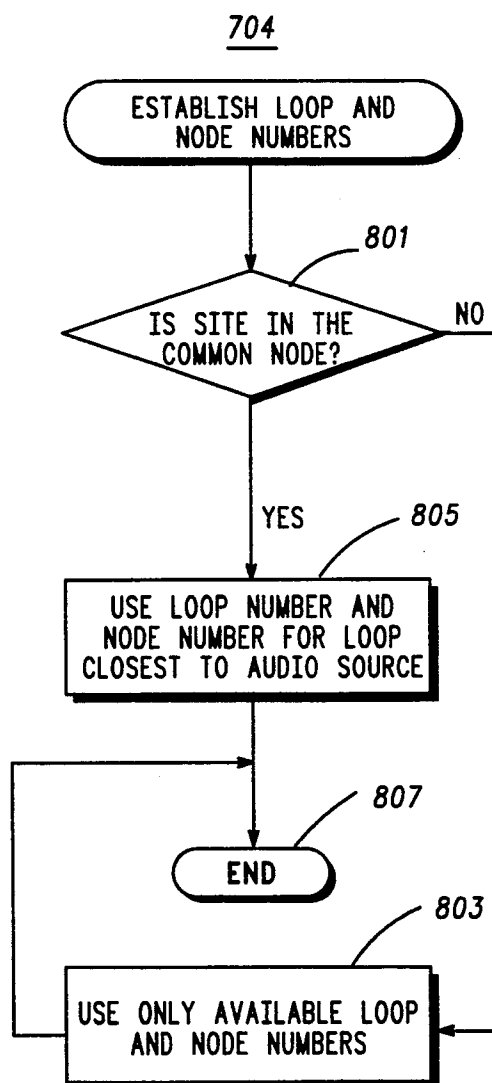 704
ESTABLISH LOOP AND
NODE NUMBERS
801
IS SITE IN THE
COMMON NODE?
NO
YES
805
USE LOOP NUMBER AND
NODE NUMBER FOR LOOP
CLOSEST TO AUDIO SOURCE
807
END
803
USE ONLY AVAILABLE LOOP
AND NODE NUMBERS